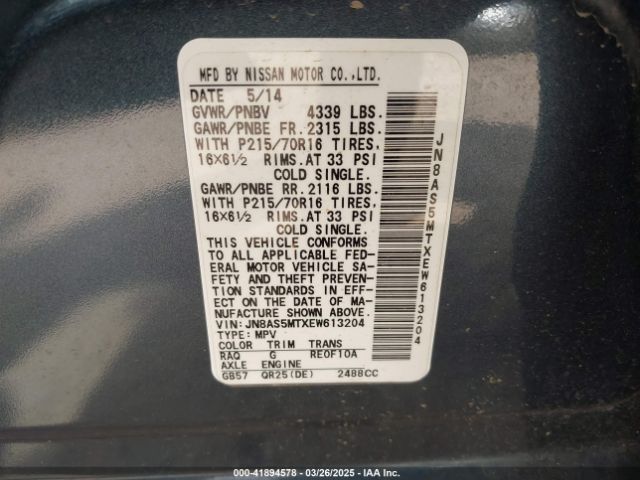 MFD BY NISSAN MOTOR CO.,LTD.
DATE 5/14
GVWR/PNBV 4339 LBS.
GAWR/PNBE FR. 2315 LBS.
WITH P215/70R16 TIRES.
16X6½ RIMS.AT 33 PSI
COLD SINGLE.
GAWR/PNBE RR. 2116 LBS.
WITH P215/70R16 TIRES.
16X6½ RIMS.AT 33 PSI
COLD SINGLE.
THIS VEHICLE CONFORMS
TO ALL APPLICABLE FED-
ERAL MOTOR VEHICLE SA-
FETY AND THEFT PREVEN-
TION STANDARDS IN EFF-
ECT ON THE DATE OF MA-
NUFACTURE SHOWN ABOVE.
VIN:JN8AS5MTXEW613204
TYPE:MPV
COLOR TRIM TRANS
RAQ G RE0F10A
AXLE ENGINE
GB57 QR25(DE) 2488CC
JN8AS5MTXEW613204
000-41894578 | 03/26/2025 | IAAI.COM